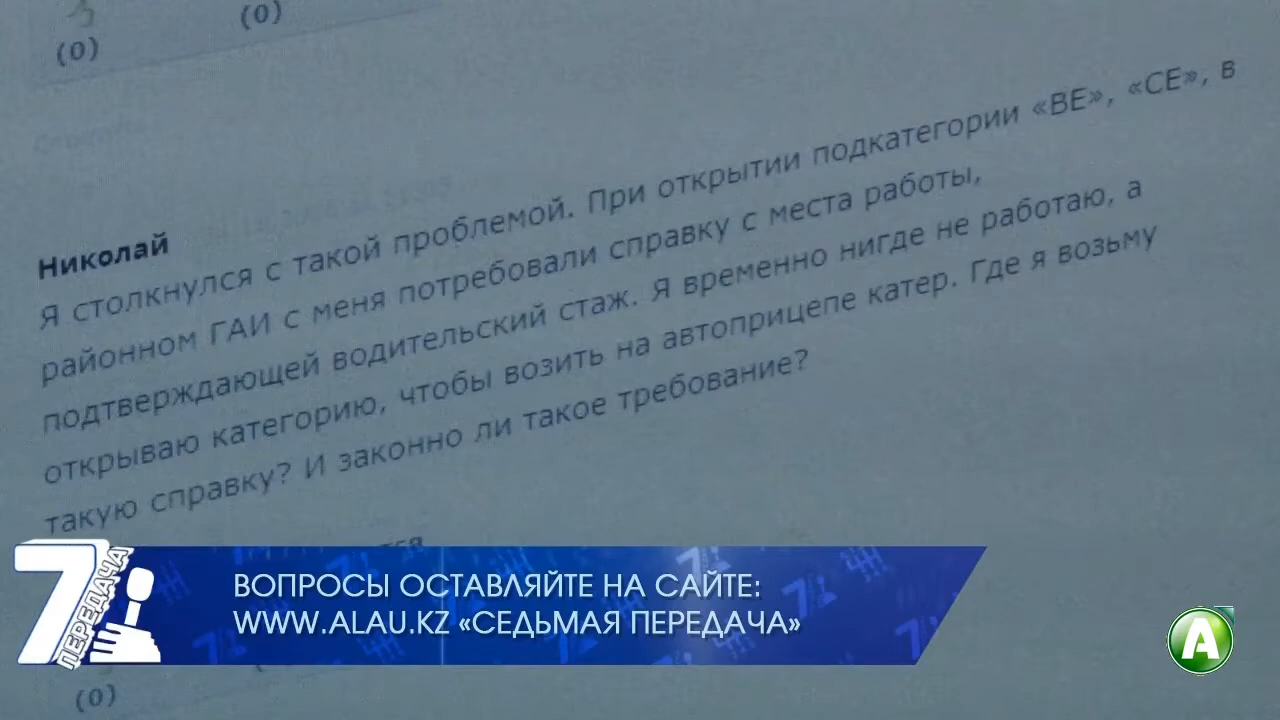 (0)
(0)
Николай
Я столкнулся с такой проблемой. При открытии подкатегории «ВЕ», «СЕ», в
районном ГАИ с меня потребовали справку с места работы,
подтверждающей водительский стаж. Я временно нигде не работаю, а
открываю категорию, чтобы возить на автоприцепе катер. Где я возьму
такую справку? И законно ли такое требование?
7 ПЕРЕДАЧА
ВОПРОСЫ ОСТАВЛЯЙТЕ НА САЙТЕ:
WWW.ALAU.KZ «СЕДЬМАЯ ПЕРЕДАЧА»
A
(0)